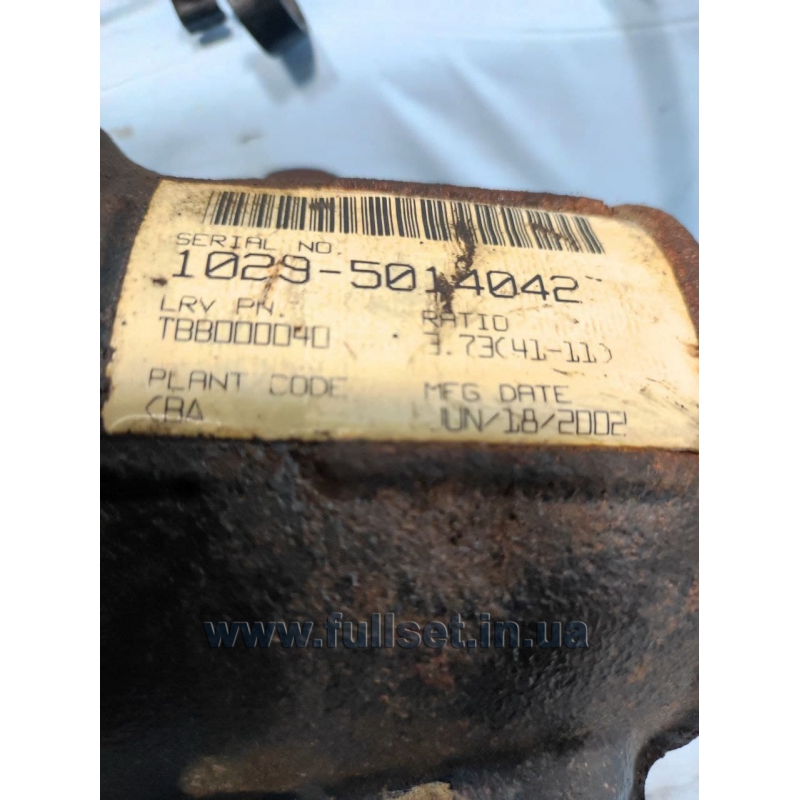 SERIAL NO.
1029-5014042
LRV PN.
RATIO
TBB000040
3.73(41-11)
PLANT CODE
MFG DATE
JUN/18/2002
www.fullset.in.ua